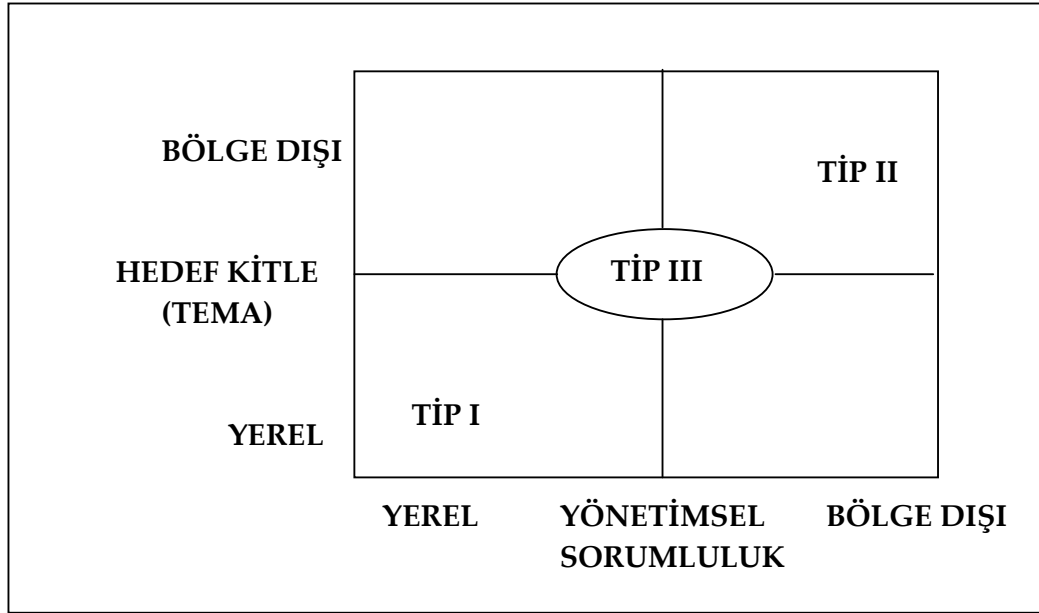 BÖLGE DIŞI
TİP II
HEDEF KİTLE
(TEMA)
TİP III
TİP I
YEREL
YEREL
YÖNETİMSEL
SORUMLULUK
BÖLGE DIŞI